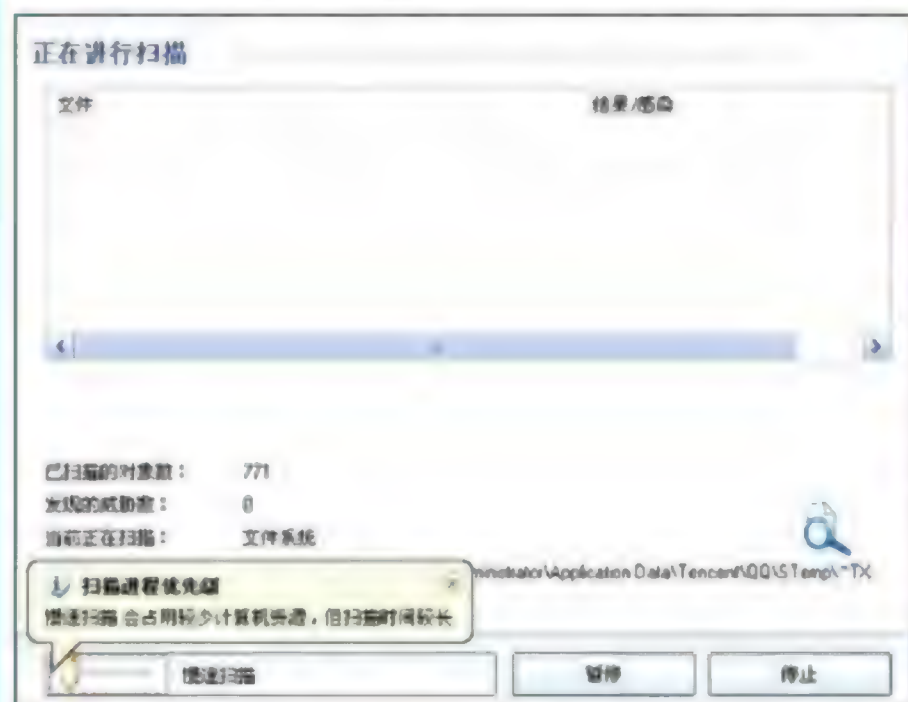 正在进行扫描
文件 结果/感染
已扫描的对象数： 771
发现的威胁数： 0
当前正在扫描： 文件系统
ministrator\Application Data\Tencent\QQ\STemp\~TX
扫描进程优先级
慢速扫描 会占用较少计算机资源，但扫描时间较长
慢速扫描 暂停 停止